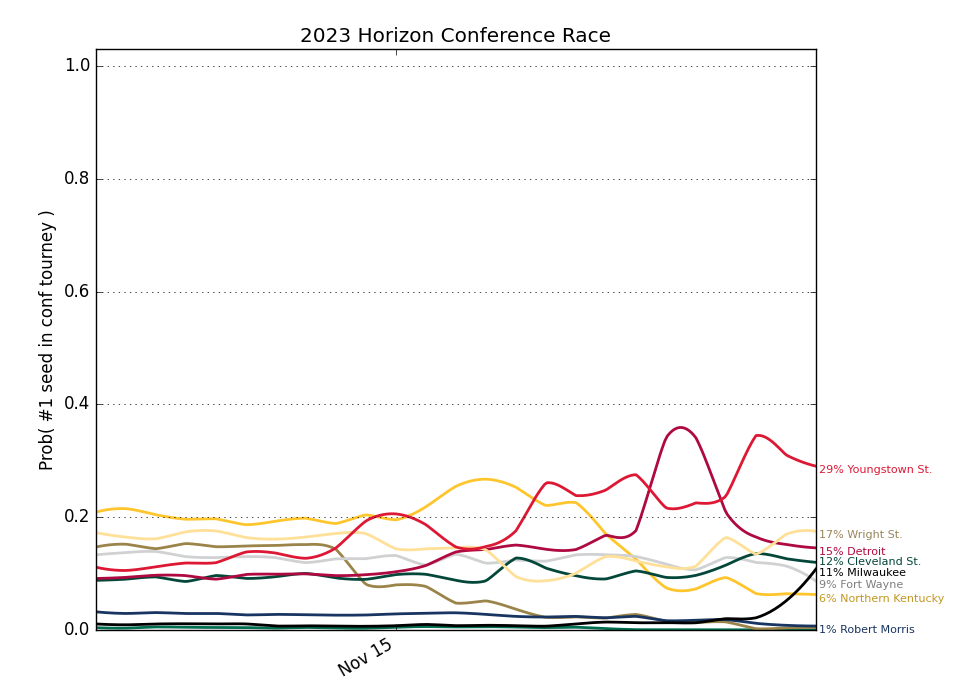 2023 Horizon Conference Race
Prob( #1 seed in conf tourney )
1.0
0.8
0.6
0.4
0.2
0.0
Nov 15
29% Youngstown St.
17% Wright St.
15% Detroit
12% Cleveland St.
11% Milwaukee
9% Fort Wayne
6% Northern Kentucky
1% Robert Morris